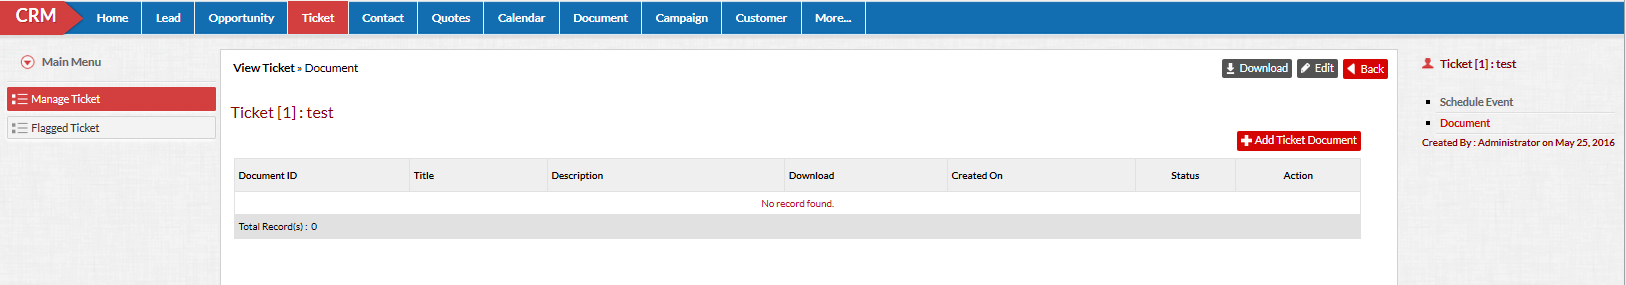 CRM Home Lead Opportunity Ticket Contact Quotes Calendar Document Campaign Customer More...
Main Menu
Manage Ticket
Flagged Ticket
View Ticket » Document
Download Edit Back
Ticket [1] : test
Add Ticket Document
Document ID Title Description Download Created On Status Action
No record found.
Total Record(s) : 0
Ticket [1] : test
Schedule Event
Document
Created By : Administrator on May 25, 2016